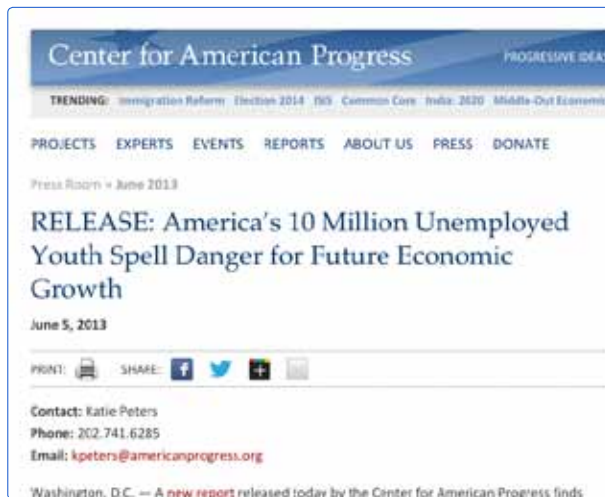 Center for American Progress PROGRESSIVE IDEAS
TRENDING: Immigration Reform Election 2014 ISIS Common Core India: 2020 Middle-Out Economi
PROJECTS EXPERTS EVENTS REPORTS ABOUT US PRESS DONATE
Press Room » June 2013
RELEASE: America's 10 Million Unemployed
Youth Spell Danger for Future Economic
Growth
June 5, 2013
PRINT: SHARE:
Contact: Katie Peters
Phone: 202.741.6285
Email: kpeters@americanprogress.org
Washington, D.C. — A new report released today by the Center for American Progress finds